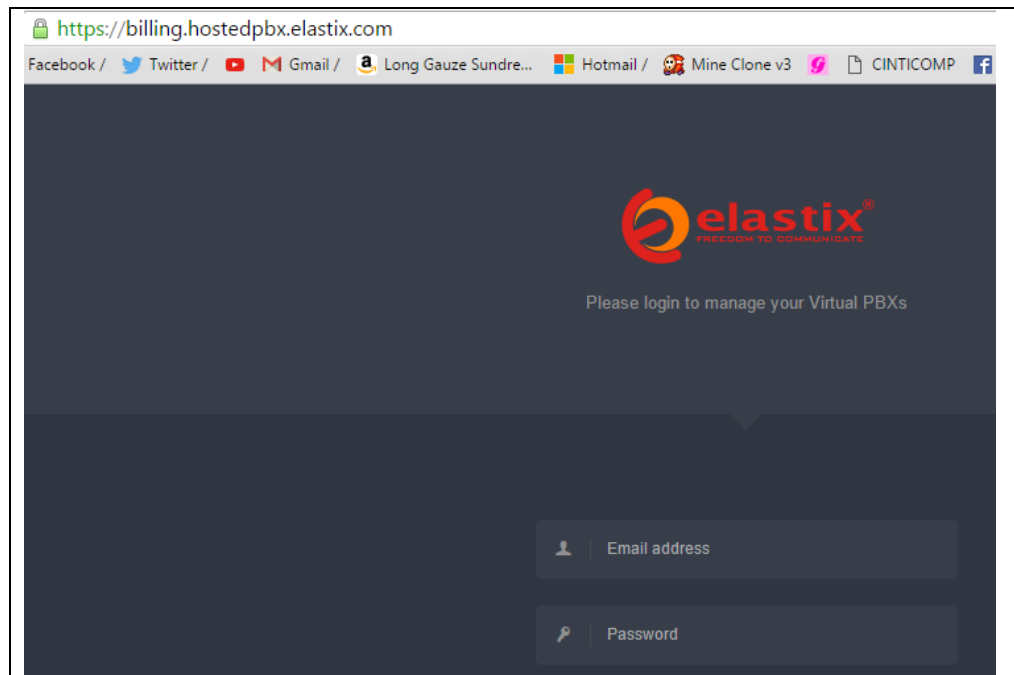 https://billing.hostedpbx.elastix.com
Facebook / Twitter / Gmail / Long Gauze Sundre... Hotmail / Mine Clone v3 CINTICOMP
elastix®
FREEDOM TO COMMUNICATE
Please login to manage your Virtual PBXs
Email address
Password